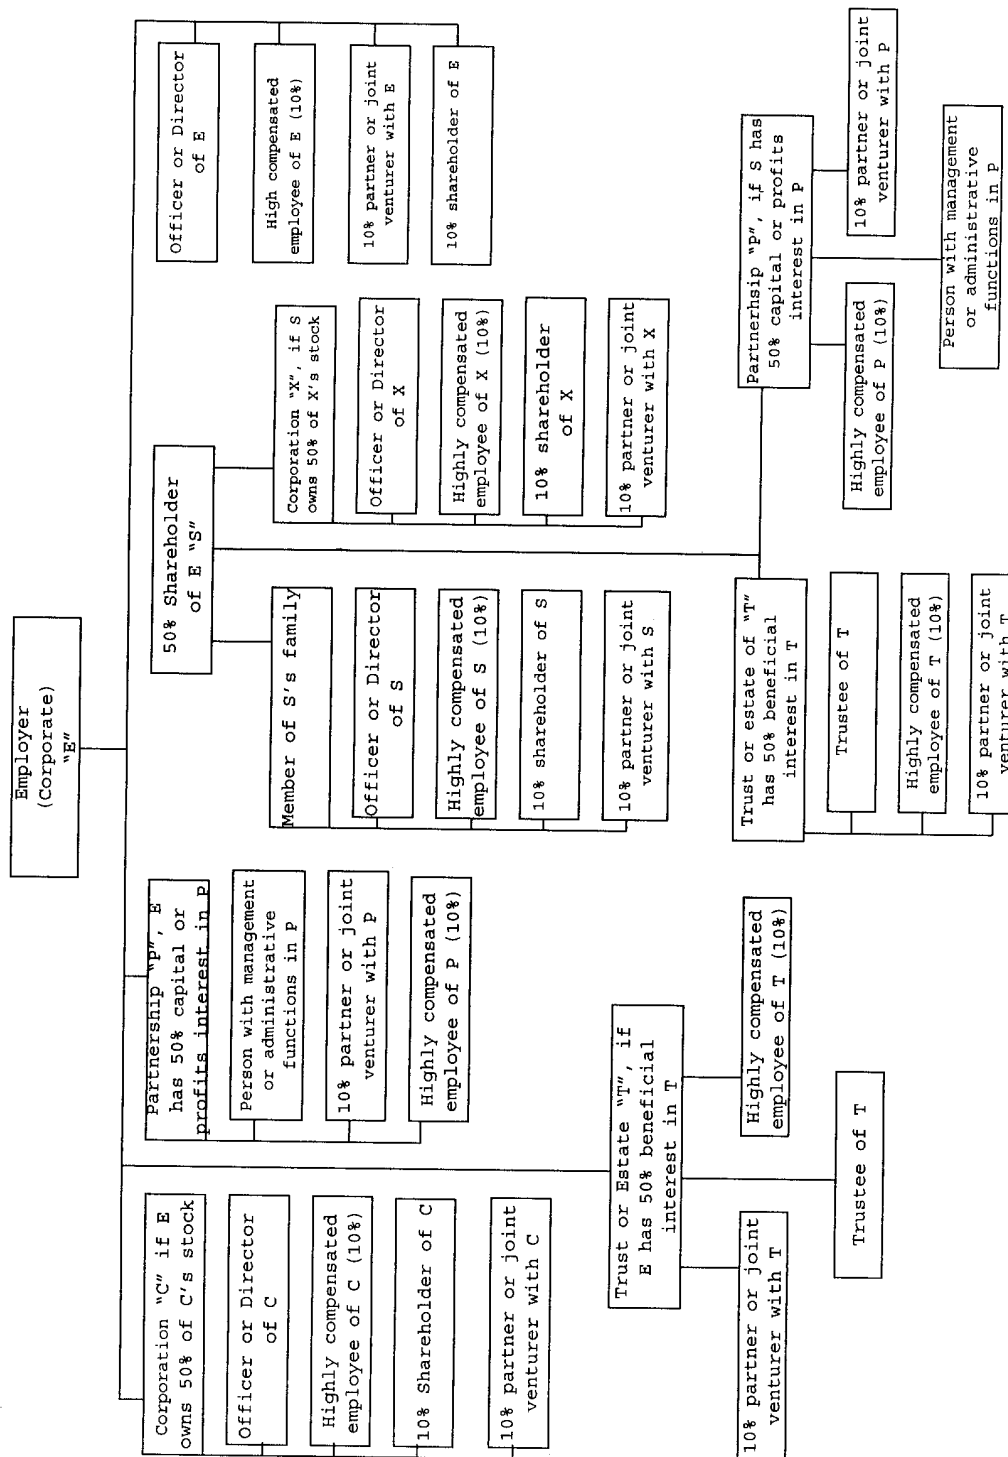 Employer
(Corporate)
"E"
Corporation "C" if E
owns 50% of C's stock
Officer or Director
of C
Highly compensated
employee of C (10%)
10% Shareholder of C
10% partner or joint
venturer with C
Partnership "P", E
has 50% capital or
profits interest in P
Person with management
or administrative
functions in P
10% partner or joint
venturer with P
Highly compensated
employee of P (10%)
Trust or Estate "T", if
E has 50% beneficial
interest in T
10% partner or joint
venturer with T
Trustee of T
Highly compensated
employee of T (10%)
50% Shareholder
of E "S"
Member of S's family
Officer or Director
of S
Highly compensated
employee of S (10%)
10% shareholder of S
10% partner or joint
venturer with S
Corporation "X", if S
owns 50% of X's stock
Officer or Director
of X
Highly compensated
employee of X (10%)
10% shareholder
of X
10% partner or joint
venturer with X
Trust or estate of "T"
has 50% beneficial
interest in T
Trustee of T
Highly compensated
employee of T (10%)
10% partner or joint
venturer with T
Partnerhsip "P", if S has
50% capital or profits
interest in P
Highly compensated
employee of P (10%)
Person with management
or administrative
functions in P
10% partner or joint
venturer with P
Officer or Director
of E
High compensated
employee of E (10%)
10% partner or joint
venturer with E
10% shareholder of E